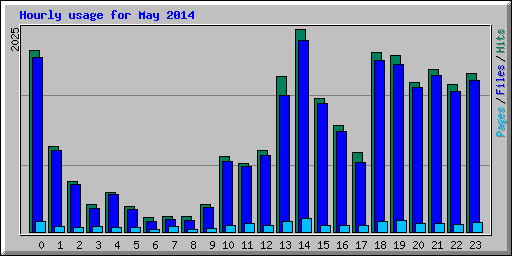 Hourly usage for May 2014
2025
Pages/Files/Hits
0 1 2 3 4 5 6 7 8 9 10 11 12 13 14 15 16 17 18 19 20 21 22 23